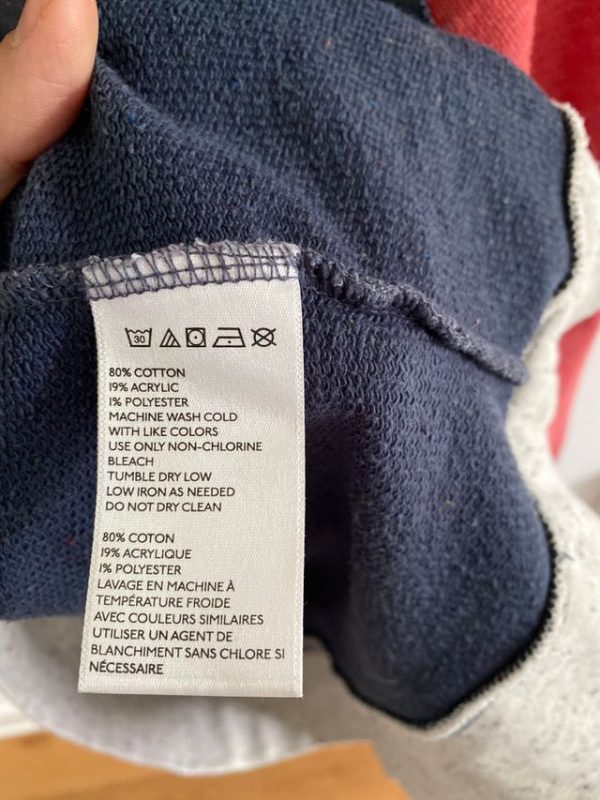 30
80% COTTON
19% ACRYLIC
1% POLYESTER
MACHINE WASH COLD
WITH LIKE COLORS
USE ONLY NON-CHLORINE
BLEACH
TUMBLE DRY LOW
LOW IRON AS NEEDED
DO NOT DRY CLEAN
80% COTON
19% ACRYLIQUE
1% POLYESTER
LAVAGE EN MACHINE À
TEMPÉRATURE FROIDE
AVEC COULEURS SIMILAIRES
UTILISER UN AGENT DE
BLANCHIMENT SANS CHLORE SI
NÉCESSAIRE